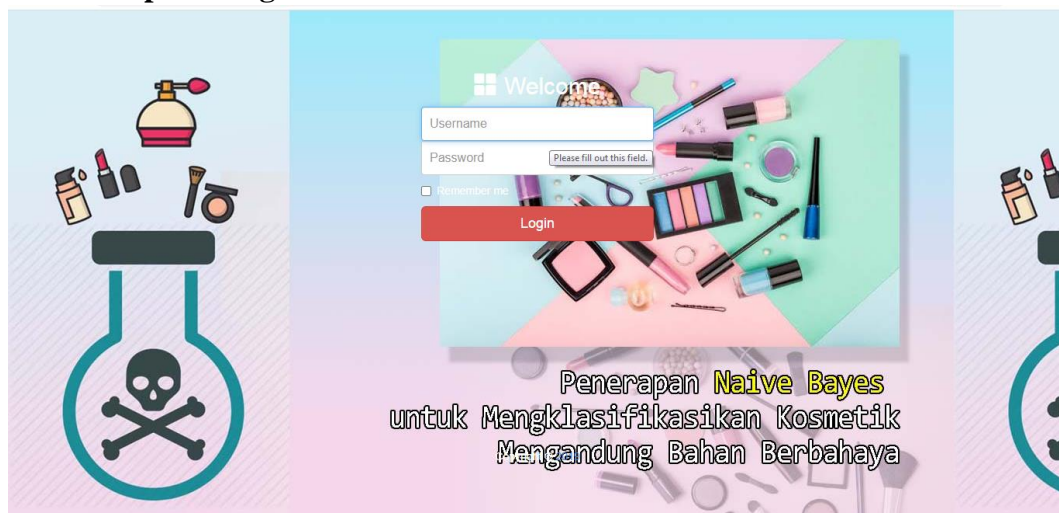 Welcome
Username
Password
Please fill out this field.
Remember me
Login
Penerapan Naive Bayes
untuk Mengklasifikasikan Kosmetik
Mengandung Bahan Berbahaya